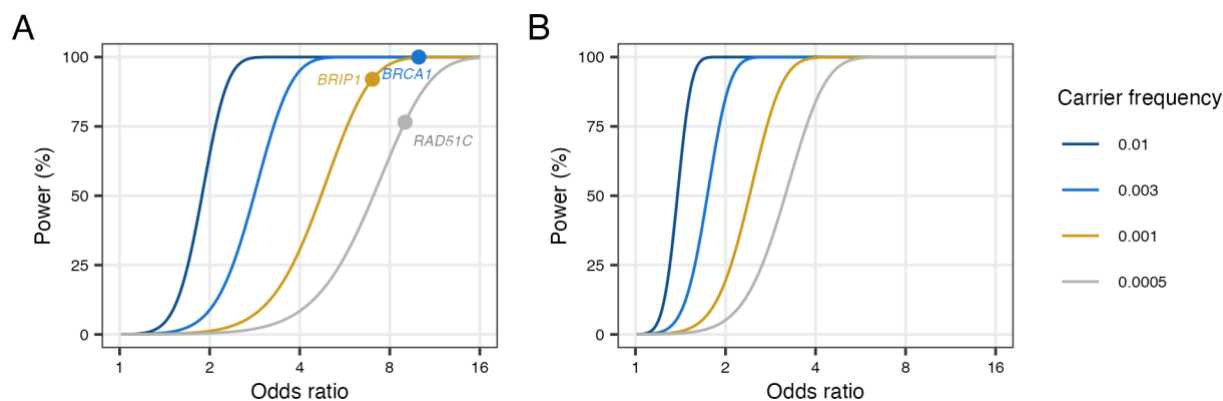 A
Power (%)
100
75
50
25
0
BRIP1
BRCA1
RAD51C
1
2
4
8
16
Odds ratio
B
Power (%)
100
75
50
25
0
1
2
4
8
16
Odds ratio
Carrier frequency
0.01
0.003
0.001
0.0005